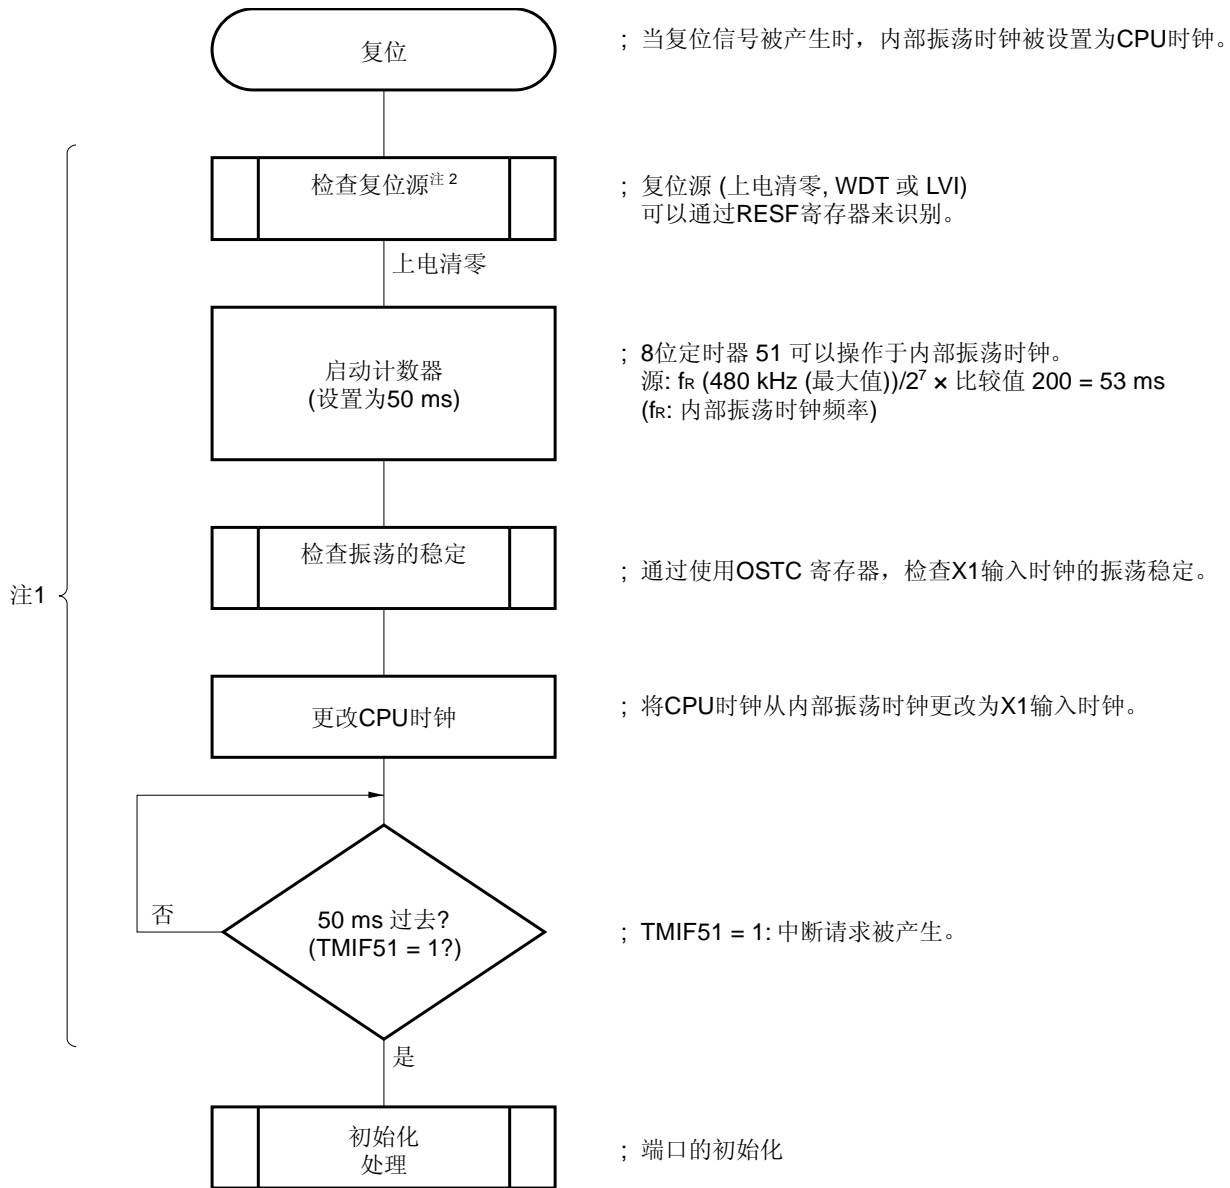 复位
; 当复位信号被产生时，内部振荡时钟被设置为CPU时钟。
检查复位源注 2
; 复位源 (上电清零, WDT 或 LVI)
可以通过RESF寄存器来识别。
上电清零
启动计数器
(设置为50 ms)
; 8位定时器 51 可以操作于内部振荡时钟。
源: fR (480 kHz (最大值))/2⁷ × 比较值 200 = 53 ms
(fR: 内部振荡时钟频率)
检查振荡的稳定
; 通过使用OSTC 寄存器，检查X1输入时钟的振荡稳定。
注1
更改CPU时钟
; 将CPU时钟从内部振荡时钟更改为X1输入时钟。
否
50 ms 过去?
(TMIF51 = 1?)
; TMIF51 = 1: 中断请求被产生。
是
初始化
处理
; 端口的初始化